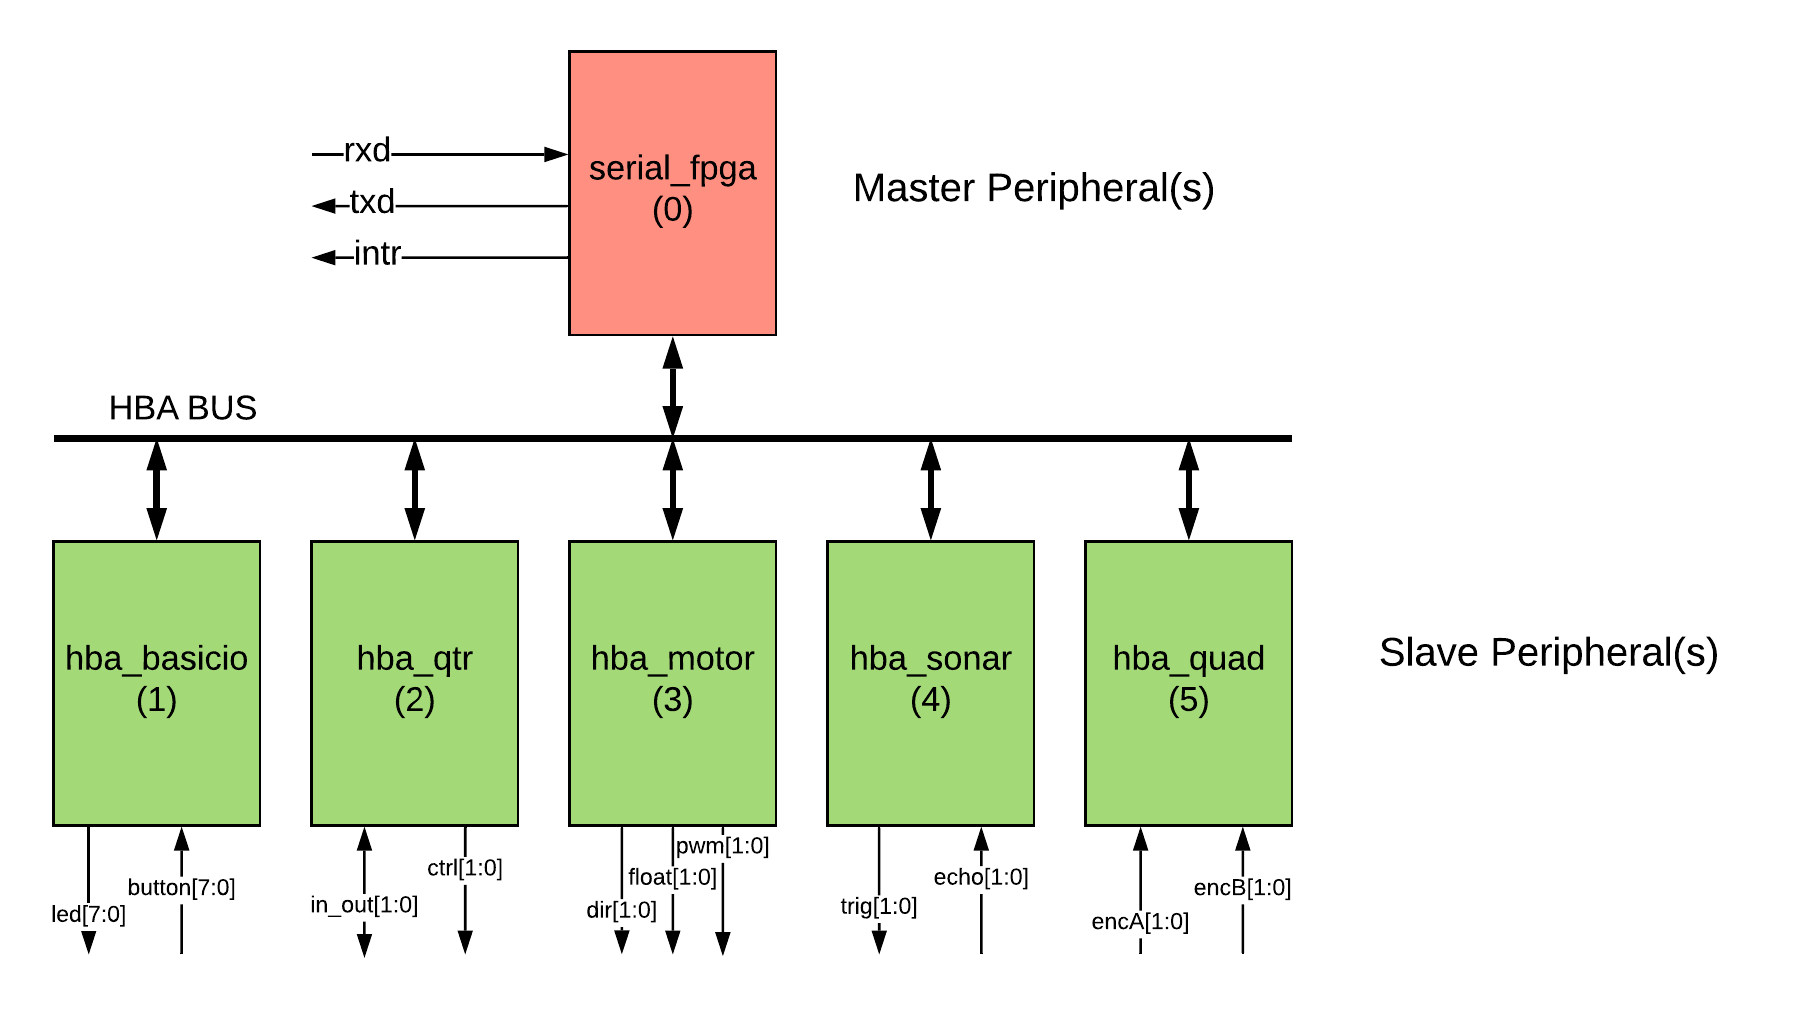 rxd
txd
intr
serial_fpga
(0)
Master Peripheral(s)
HBA BUS
hba_basicio
(1)
hba_qtr
(2)
hba_motor
(3)
hba_sonar
(4)
hba_quad
(5)
Slave Peripheral(s)
led[7:0]
button[7:0]
in_out[1:0]
ctrl[1:0]
dir[1:0]
float[1:0]
pwm[1:0]
trig[1:0]
echo[1:0]
encA[1:0]
encB[1:0]